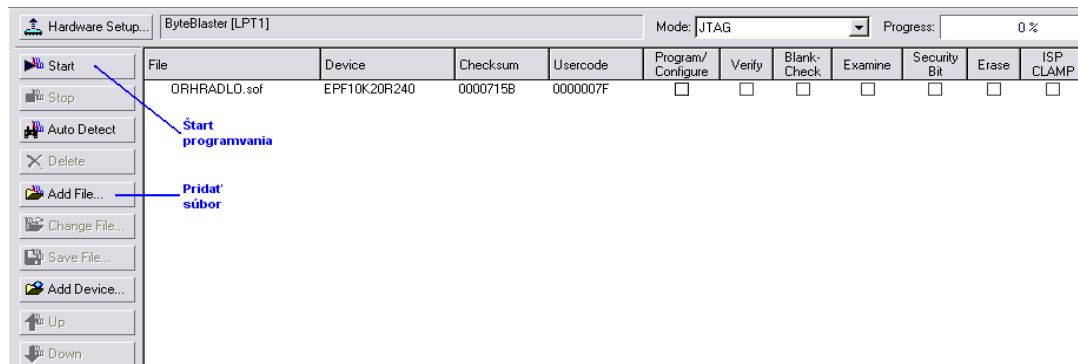 Hardware Setup... ByteBlaster [LPT1] Mode: JTAG Progress: 0 %
Start
Stop
Auto Detect
Delete
Add File...
Change File...
Save File...
Add Device...
Up
Down
File Device Checksum Usercode Program/ Configure Verify Blank- Check Examine Security Bit Erase ISP CLAMP
ORHRADLO.sof EPF10K20R240 0000715B 0000007F
Štart
programvania
Pridať
súbor